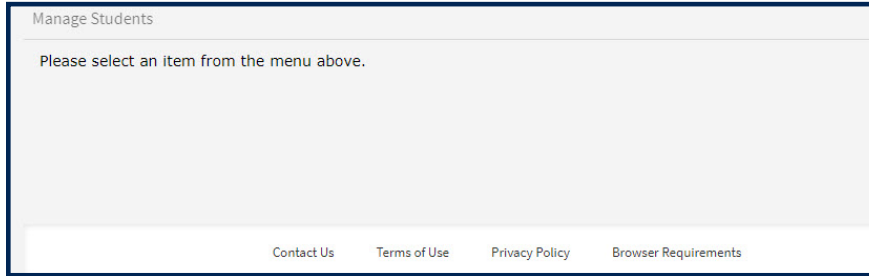 Manage Students
Please select an item from the menu above.
Contact Us Terms of Use Privacy Policy Browser Requirements